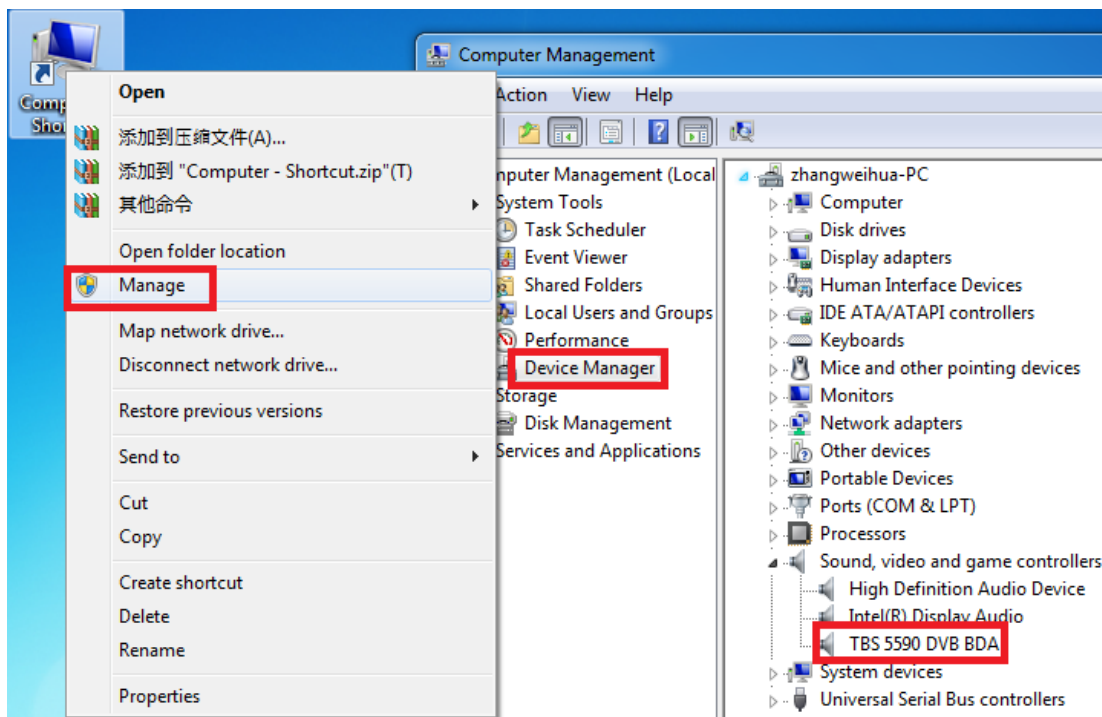 Comp
Sho
Open
添加到压缩文件(A)...
添加到 "Computer - Shortcut.zip"(T)
其他命令
Open folder location
Manage
Map network drive...
Disconnect network drive...
Restore previous versions
Send to
Cut
Copy
Create shortcut
Delete
Rename
Properties
Computer Management
Action View Help
mputer Management (Local
System Tools
Task Scheduler
Event Viewer
Shared Folders
Local Users and Groups
Performance
Device Manager
Storage
Disk Management
Services and Applications
zhangweihua-PC
Computer
Disk drives
Display adapters
Human Interface Devices
IDE ATA/ATAPI controllers
Keyboards
Mice and other pointing devices
Monitors
Network adapters
Other devices
Portable Devices
Ports (COM & LPT)
Processors
Sound, video and game controllers
High Definition Audio Device
Intel(R) Display Audio
TBS 5590 DVB BDA
System devices
Universal Serial Bus controllers